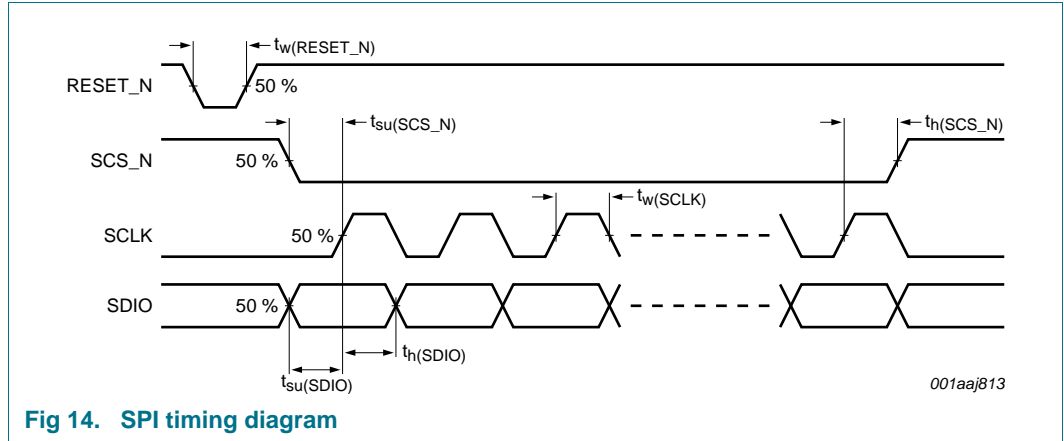 tw(RESET_N)
RESET_N
50 %
tsu(SCS_N)
th(SCS_N)
SCS_N
50 %
tw(SCLK)
SCLK
50 %
SDIO
50 %
th(SDIO)
tsu(SDIO)
001aaj813
Fig 14. SPI timing diagram